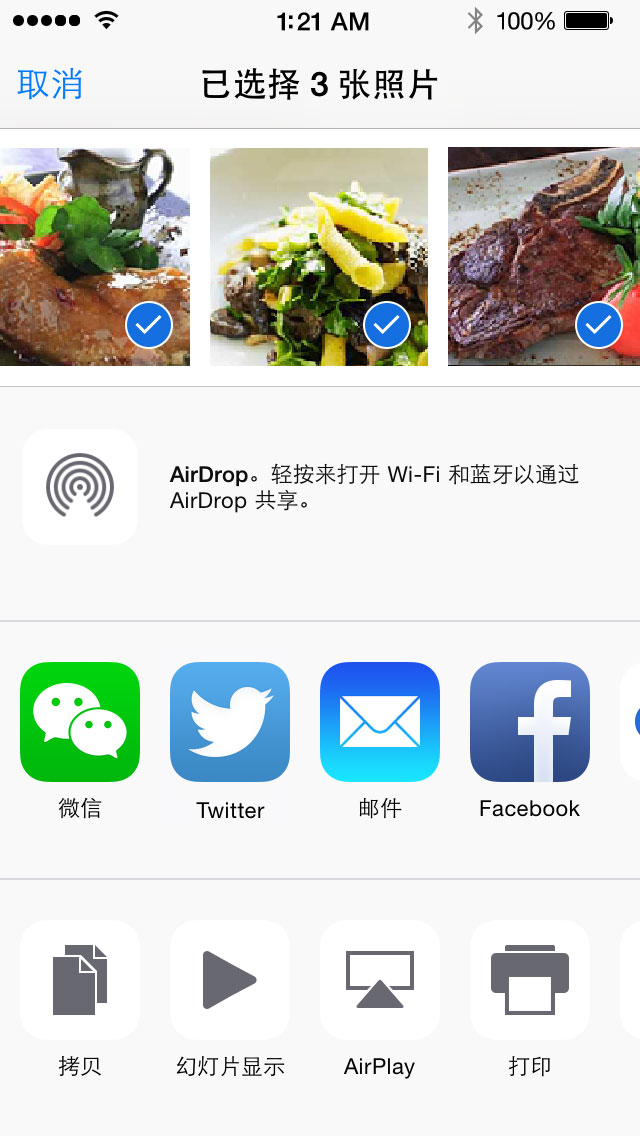 1:21 AM
100%
取消
已选择 3 张照片
AirDrop。轻按来打开 Wi-Fi 和蓝牙以通过
AirDrop 共享。
微信
Twitter
邮件
Facebook
拷贝
幻灯片显示
AirPlay
打印